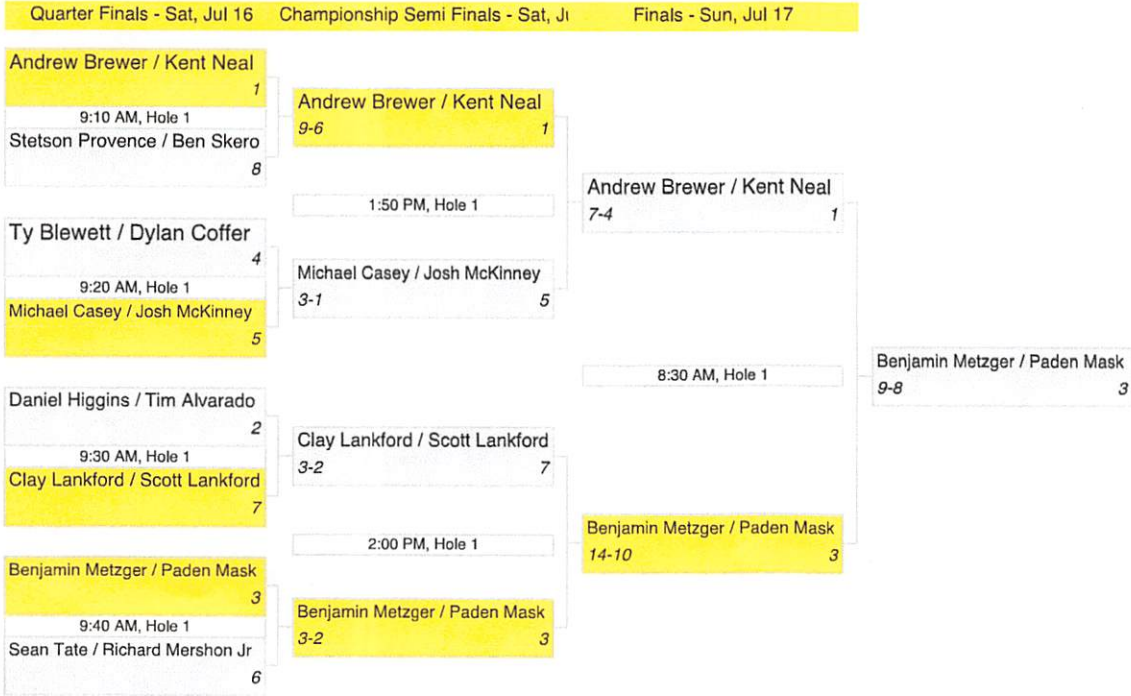 Quarter Finals - Sat, Jul 16
Championship Semi Finals - Sat, Ju
Finals - Sun, Jul 17
Andrew Brewer / Kent Neal
1
9:10 AM, Hole 1
Stetson Provence / Ben Skero
8
Ty Blewett / Dylan Coffer
4
9:20 AM, Hole 1
Michael Casey / Josh McKinney
5
Daniel Higgins / Tim Alvarado
2
9:30 AM, Hole 1
Clay Lankford / Scott Lankford
7
Benjamin Metzger / Paden Mask
3
9:40 AM, Hole 1
Sean Tate / Richard Mershon Jr
6
Andrew Brewer / Kent Neal
9-6 1
1:50 PM, Hole 1
Michael Casey / Josh McKinney
3-1 5
Clay Lankford / Scott Lankford
3-2 7
2:00 PM, Hole 1
Benjamin Metzger / Paden Mask
3-2 3
Andrew Brewer / Kent Neal
7-4 1
8:30 AM, Hole 1
Benjamin Metzger / Paden Mask
14-10 3
Benjamin Metzger / Paden Mask
9-8 3